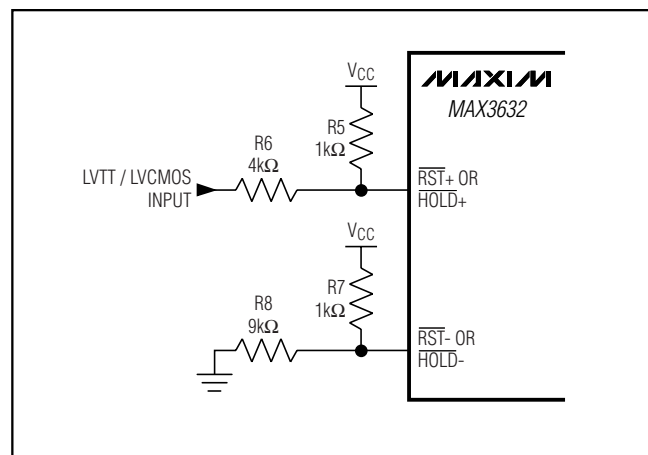 VCC
MAXIM
MAX3632
R5
1kΩ
R6
4kΩ
LVTT / LVCMOS
INPUT
RST+ OR
HOLD+
VCC
R7
1kΩ
R8
9kΩ
RST- OR
HOLD-